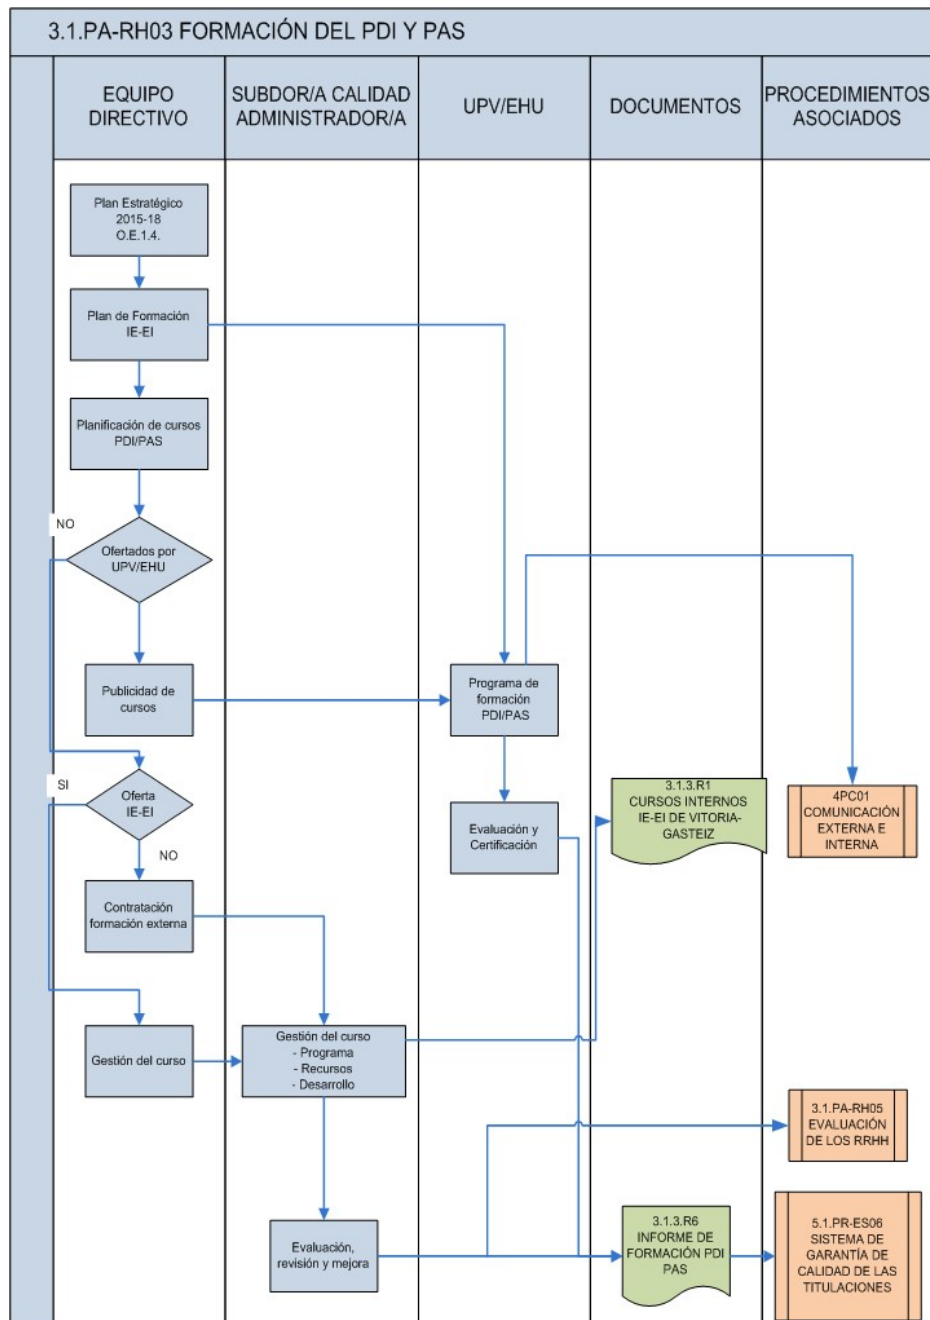 3.1.PA-RH03 FORMACIÓN DEL PDI Y PAS
EQUIPO
DIRECTIVO
SUBDOR/A CALIDAD
ADMINISTRADOR/A
UPV/EHU
DOCUMENTOS
PROCEDIMIENTOS
ASOCIADOS
Plan Estratégico
2015-18
O.E.1.4.
Plan de Formación
IE-EI
Planificación de cursos
PDI/PAS
NO
Ofertados por
UPV/EHU
Publicidad de
cursos
Programa de
formación
PDI/PAS
SI
Oferta
IE-EI
NO
Evaluación y
Certificación
3.1.3.R1
CURSOS INTERNOS
IE-EI DE VITORIA-
GASTEIZ
4PC01
COMUNICACIÓN
EXTERNA E
INTERNA
Contratación
formación externa
Gestión del curso
Gestión del curso
- Programa
- Recursos
- Desarrollo
3.1.PA-RH05
EVALUACIÓN
DE LOS RRHH
Evaluación,
revisión y mejora
3.1.3.R6
INFORME DE
FORMACIÓN PDI
PAS
5.1.PR-ES06
SISTEMA DE
GARANTÍA DE
CALIDAD DE LAS
TITULACIONES